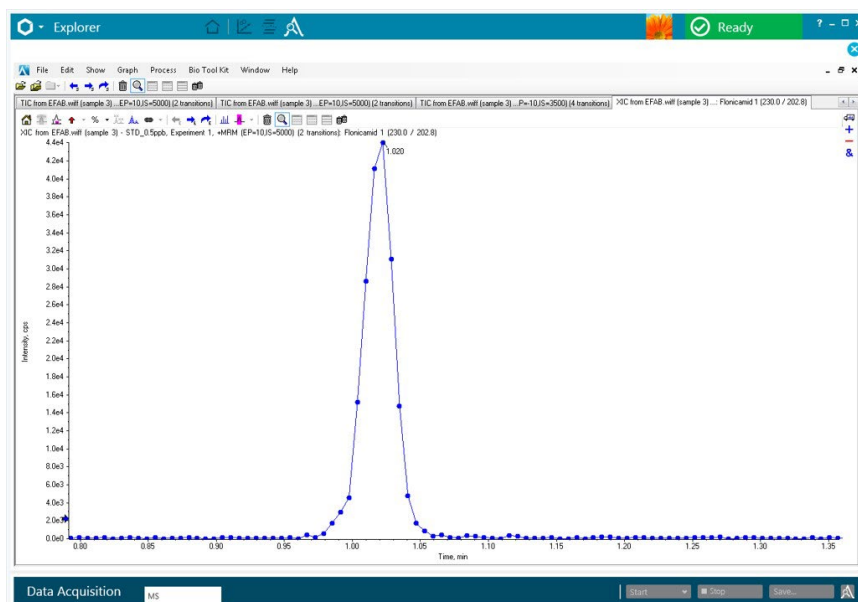 Explorer
Ready
? - □ ×
File Edit Show Graph Process Bio Tool Kit Window Help
TIC from EFAB.wiff (sample 3) ...EP=10,IS=5000) (2 transitions) TIC from EFAB.wiff (sample 3) ...EP=10,IS=5000) (2 transitions) TIC from EFAB.wiff (sample 3) ...P=-10,IS=3500) (4 transitions) XIC from EFAB.wiff (sample 3) ...: Flonicamid 1 (230.0 / 202.8)
XIC from EFAB.wiff (sample 3) - STD_0.5ppb, Experiment 1, +MRM (EP=10,IS=5000) (2 transitions): Flonicamid 1 (230.0 / 202.8)
4.4e4
1.020
4.2e4
4.0e4
3.8e4
3.6e4
3.4e4
3.2e4
3.0e4
2.8e4
2.6e4
2.4e4
2.2e4
2.0e4
1.8e4
1.6e4
1.4e4
1.2e4
1.0e4
8.0e3
6.0e3
4.0e3
2.0e3
0.0e0
Intensity, cps
0.80 0.85 0.90 0.95 1.00 1.05 1.10 1.15 1.20 1.25 1.30 1.35
Time, min
Data Acquisition
MS
Start
Stop
Save...